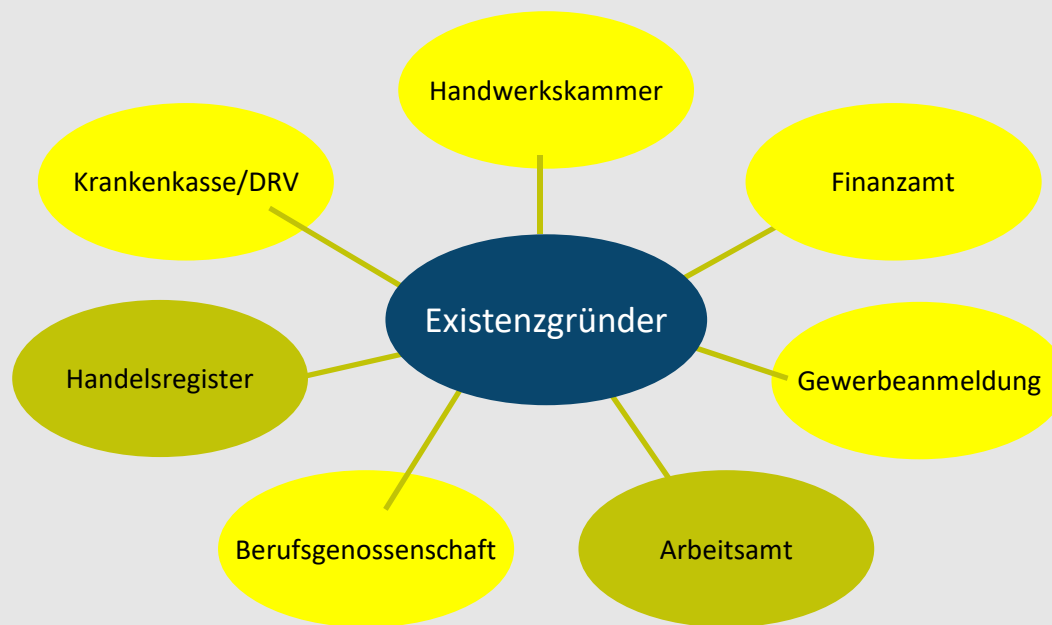 Handwerkskammer
Krankenkasse/DRV
Finanzamt
Existenzgründer
Handelsregister
Gewerbeanmeldung
Berufsgenossenschaft
Arbeitsamt